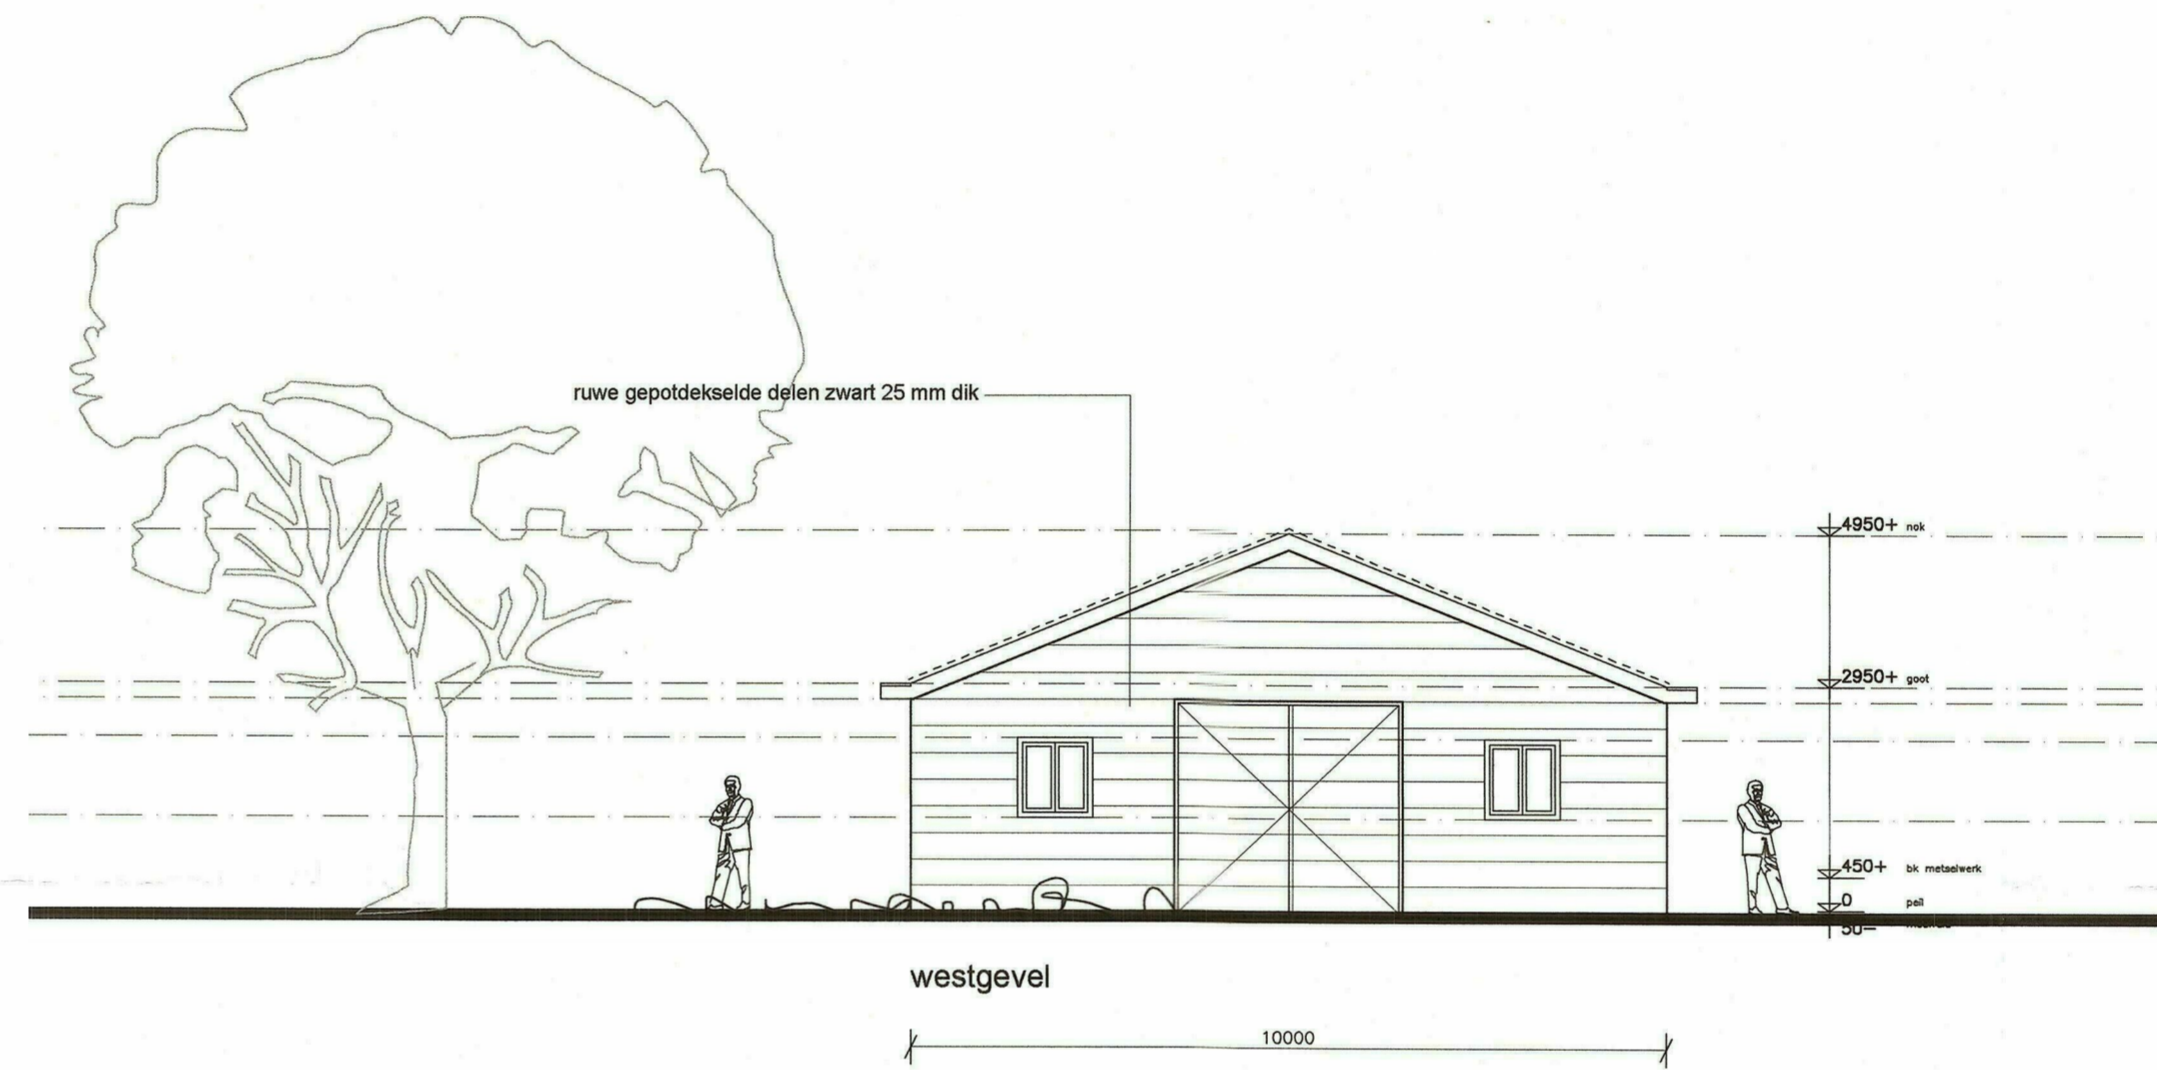 ruwe gepotdekselde delen zwart 25 mm dik
4950+ nok
2950+ goot
450+ bk metselwerk
0 peil
50-
westgevel
10000